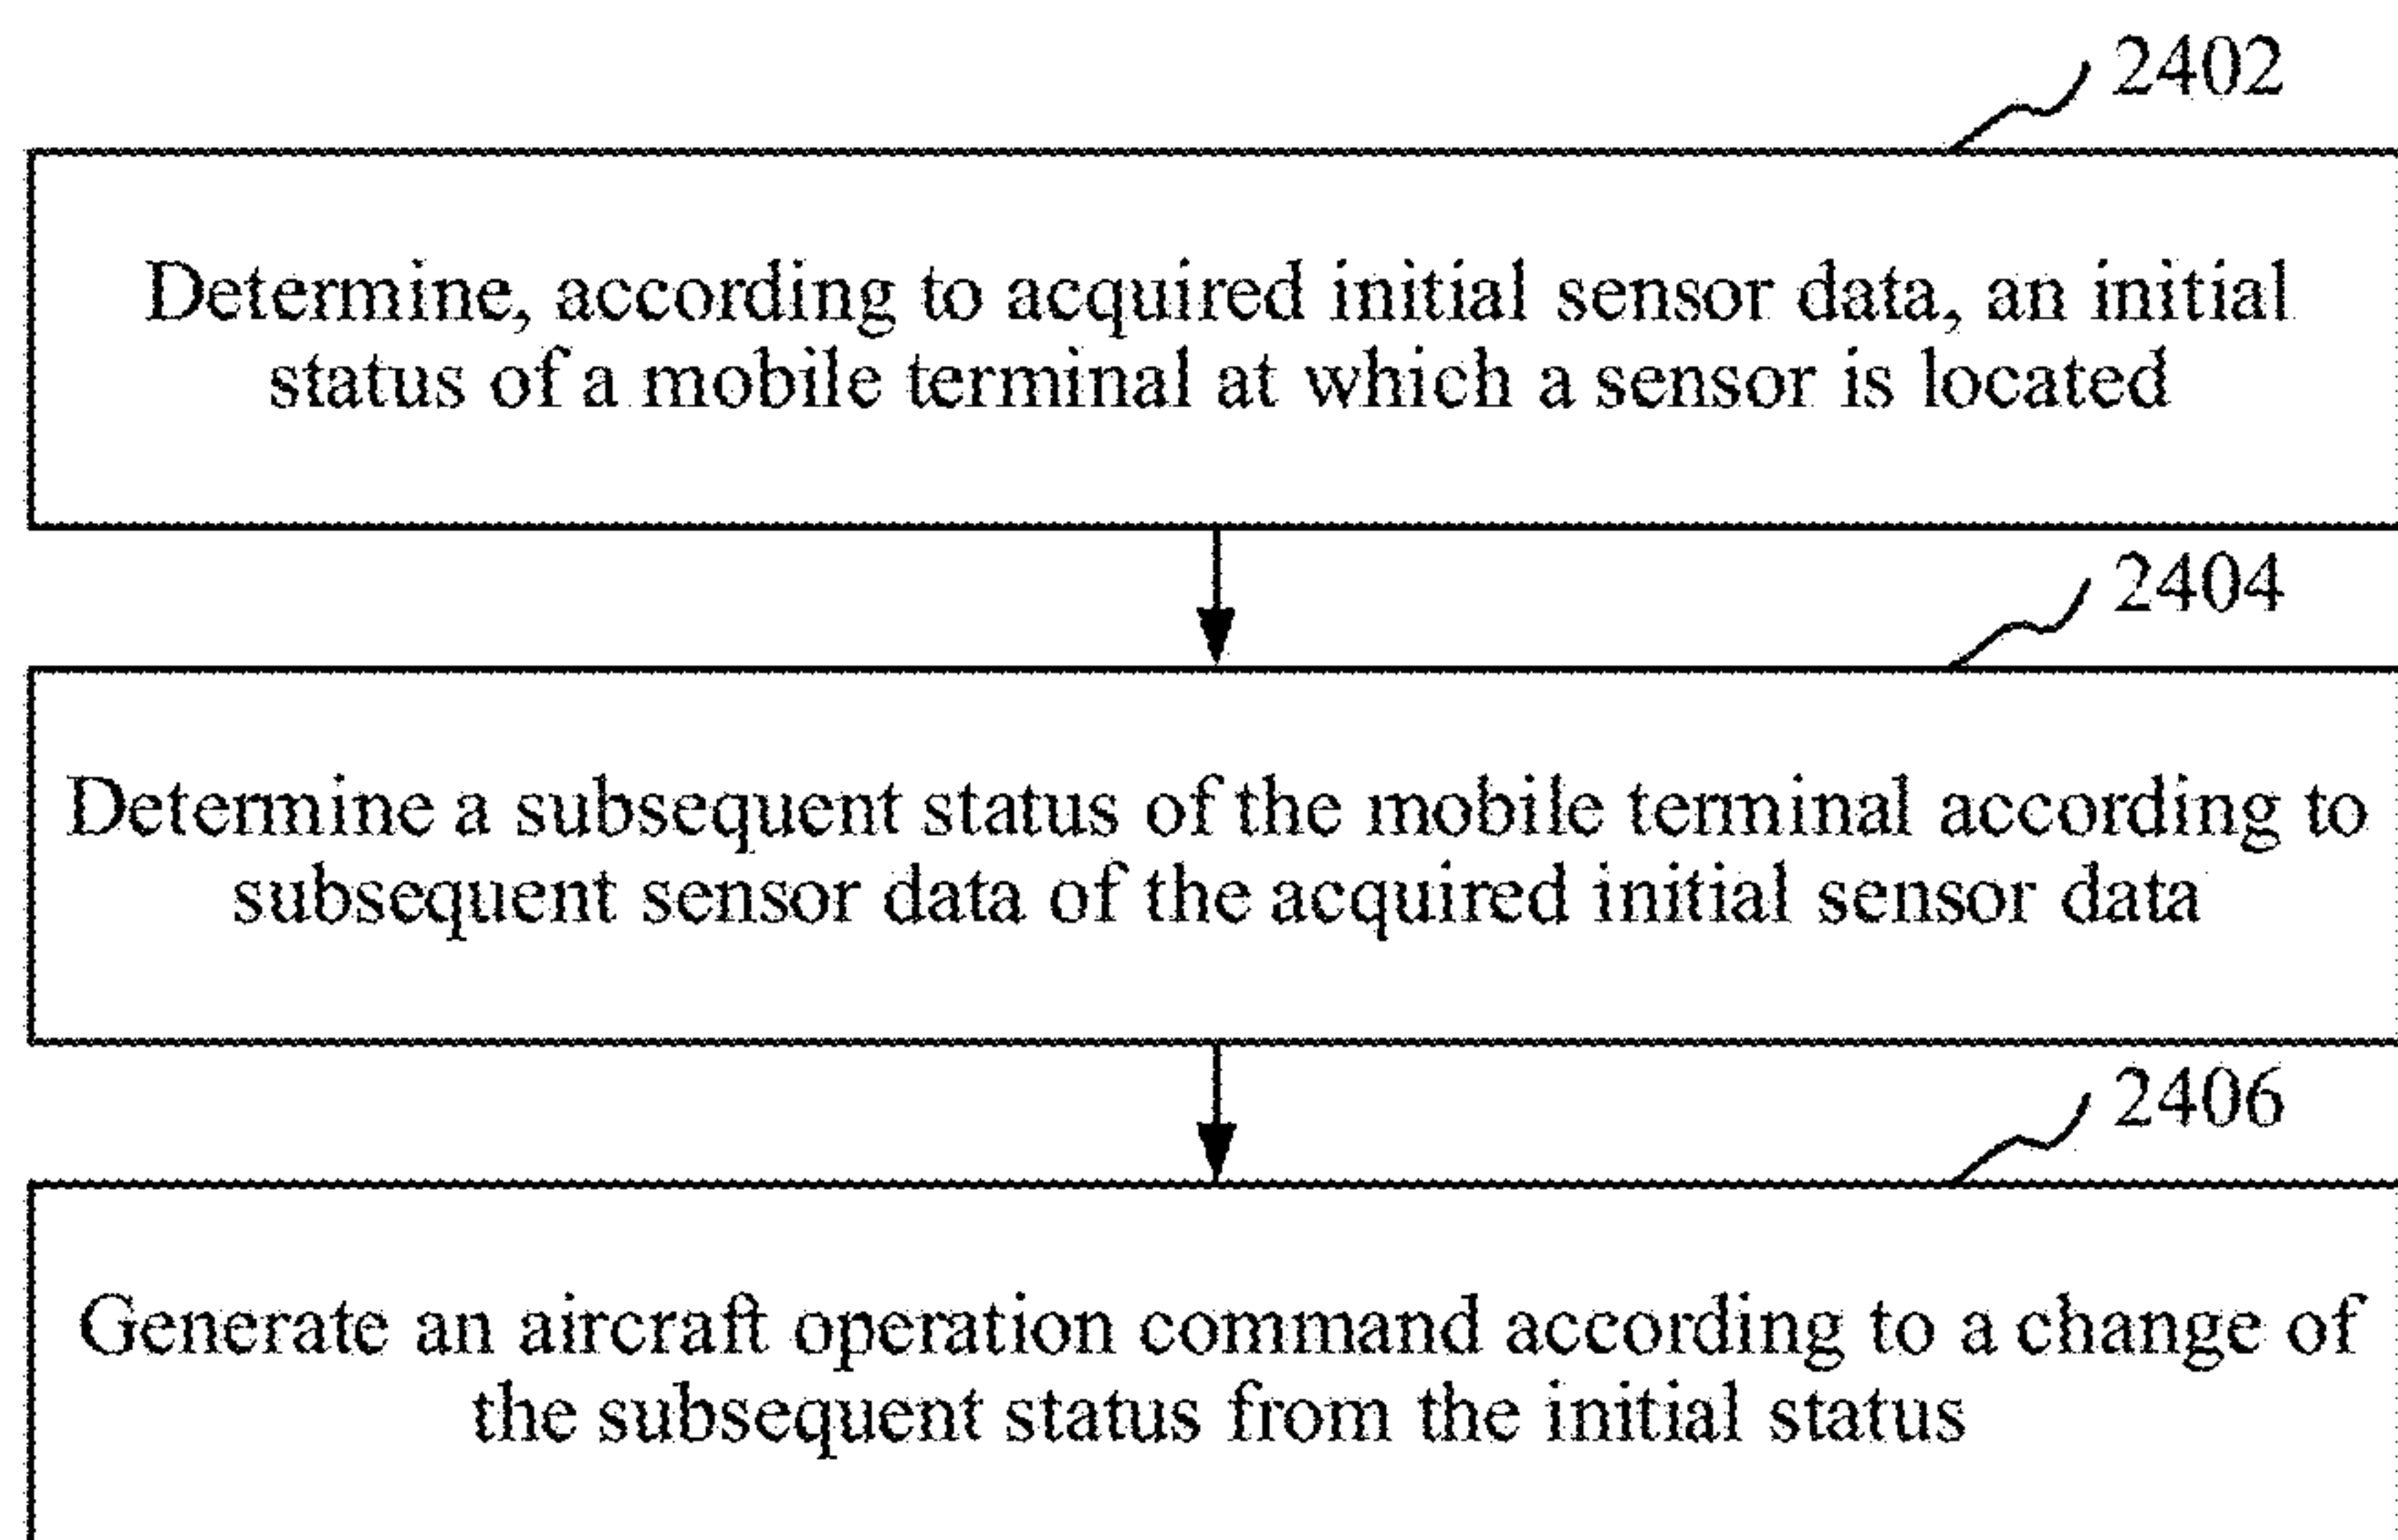 2402
Determine, according to acquired initial sensor data, an initial
status of a mobile terminal at which a sensor is located
2404
Determine a subsequent status of the mobile terminal according to
subsequent sensor data of the acquired initial sensor data
2406
Generate an aircraft operation command according to a change of
the subsequent status from the initial status